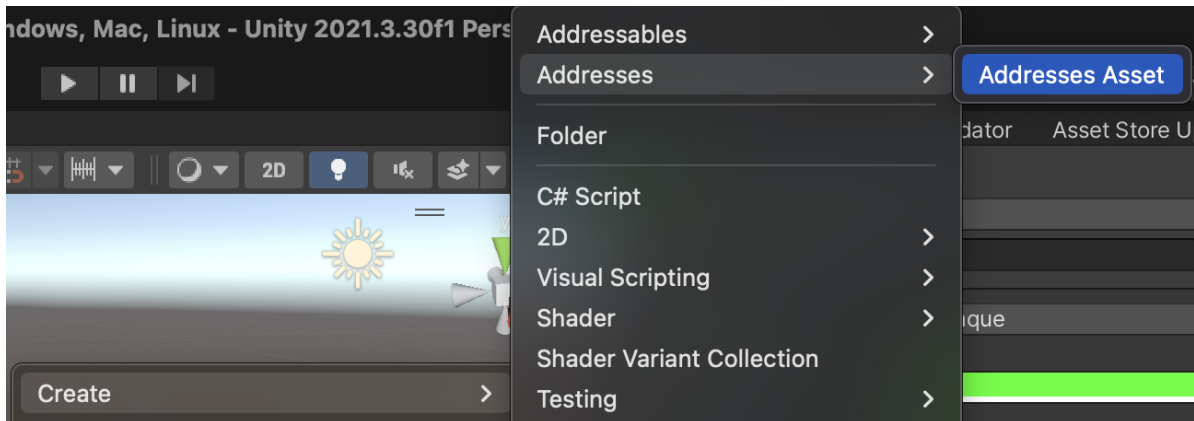 ndows, Mac, Linux - Unity 2021.3.30f1 Pers
Addressables
Addresses
Addresses Asset
Folder
dator
Asset Store U
2D
C# Script
2D
Visual Scripting
Shader
que
Shader Variant Collection
Create
Testing
y